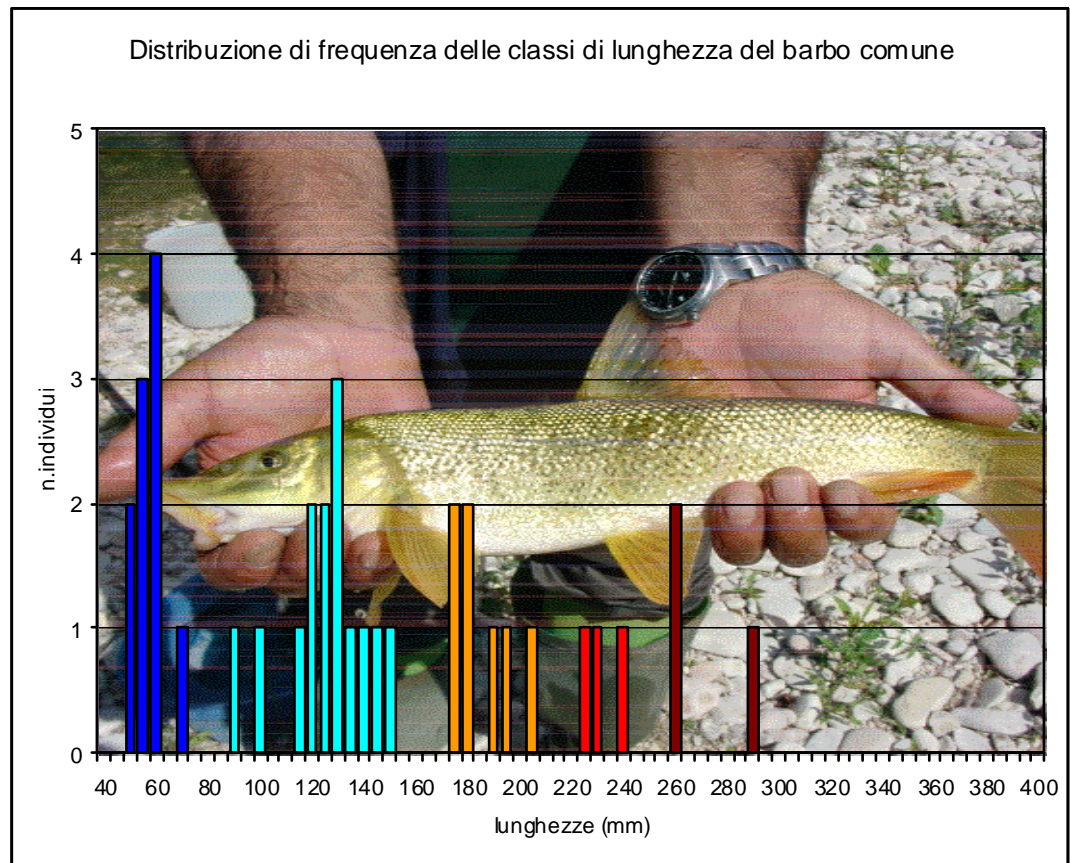 Distribuzione di frequenza delle classi di lunghezza del barbo comune
5
4
3
2
1
0
n.individui
40 60 80 100 120 140 160 180 200 220 240 260 280 300 320 340 360 380 400
lunghezze (mm)